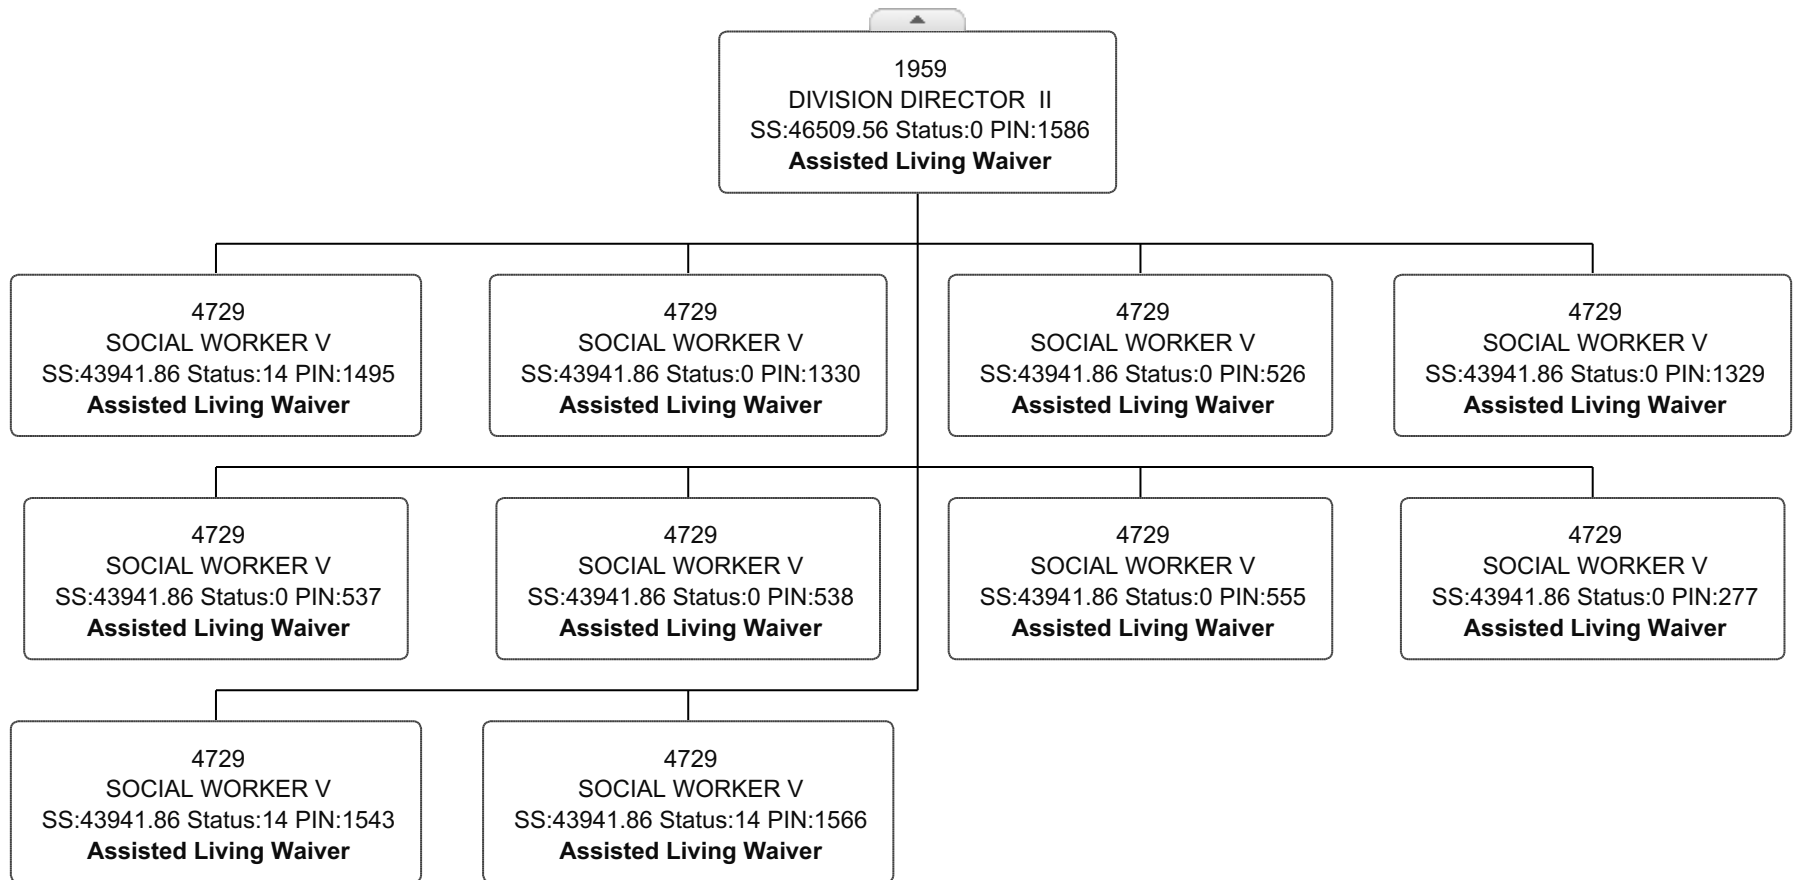 1959
DIVISION DIRECTOR  II
SS:46509.56 Status:0 PIN:1586
Assisted Living Waiver
4729
SOCIAL WORKER V
SS:43941.86 Status:14 PIN:1495
Assisted Living Waiver
4729
SOCIAL WORKER V
SS:43941.86 Status:0 PIN:1330
Assisted Living Waiver
4729
SOCIAL WORKER V
SS:43941.86 Status:0 PIN:526
Assisted Living Waiver
4729
SOCIAL WORKER V
SS:43941.86 Status:0 PIN:1329
Assisted Living Waiver
4729
SOCIAL WORKER V
SS:43941.86 Status:0 PIN:537
Assisted Living Waiver
4729
SOCIAL WORKER V
SS:43941.86 Status:0 PIN:538
Assisted Living Waiver
4729
SOCIAL WORKER V
SS:43941.86 Status:0 PIN:555
Assisted Living Waiver
4729
SOCIAL WORKER V
SS:43941.86 Status:0 PIN:277
Assisted Living Waiver
4729
SOCIAL WORKER V
SS:43941.86 Status:14 PIN:1543
Assisted Living Waiver
4729
SOCIAL WORKER V
SS:43941.86 Status:14 PIN:1566
Assisted Living Waiver